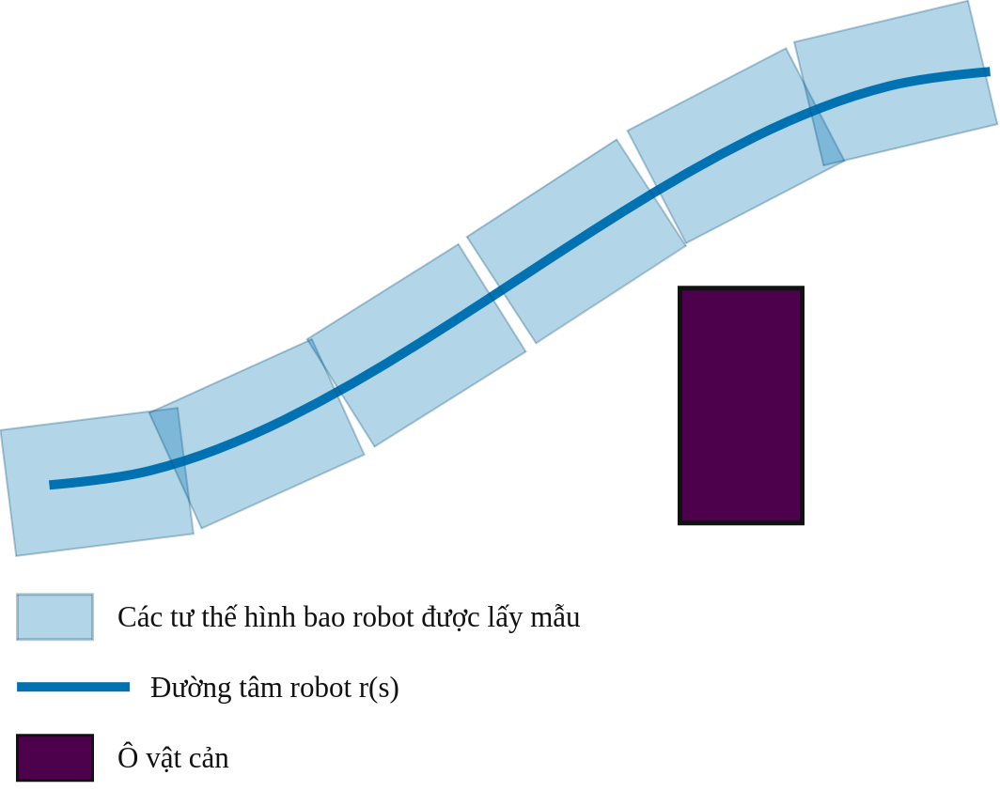 Các tư thế hình bao robot được lấy mẫu
Đường tâm robot r(s)
Ô vật cản